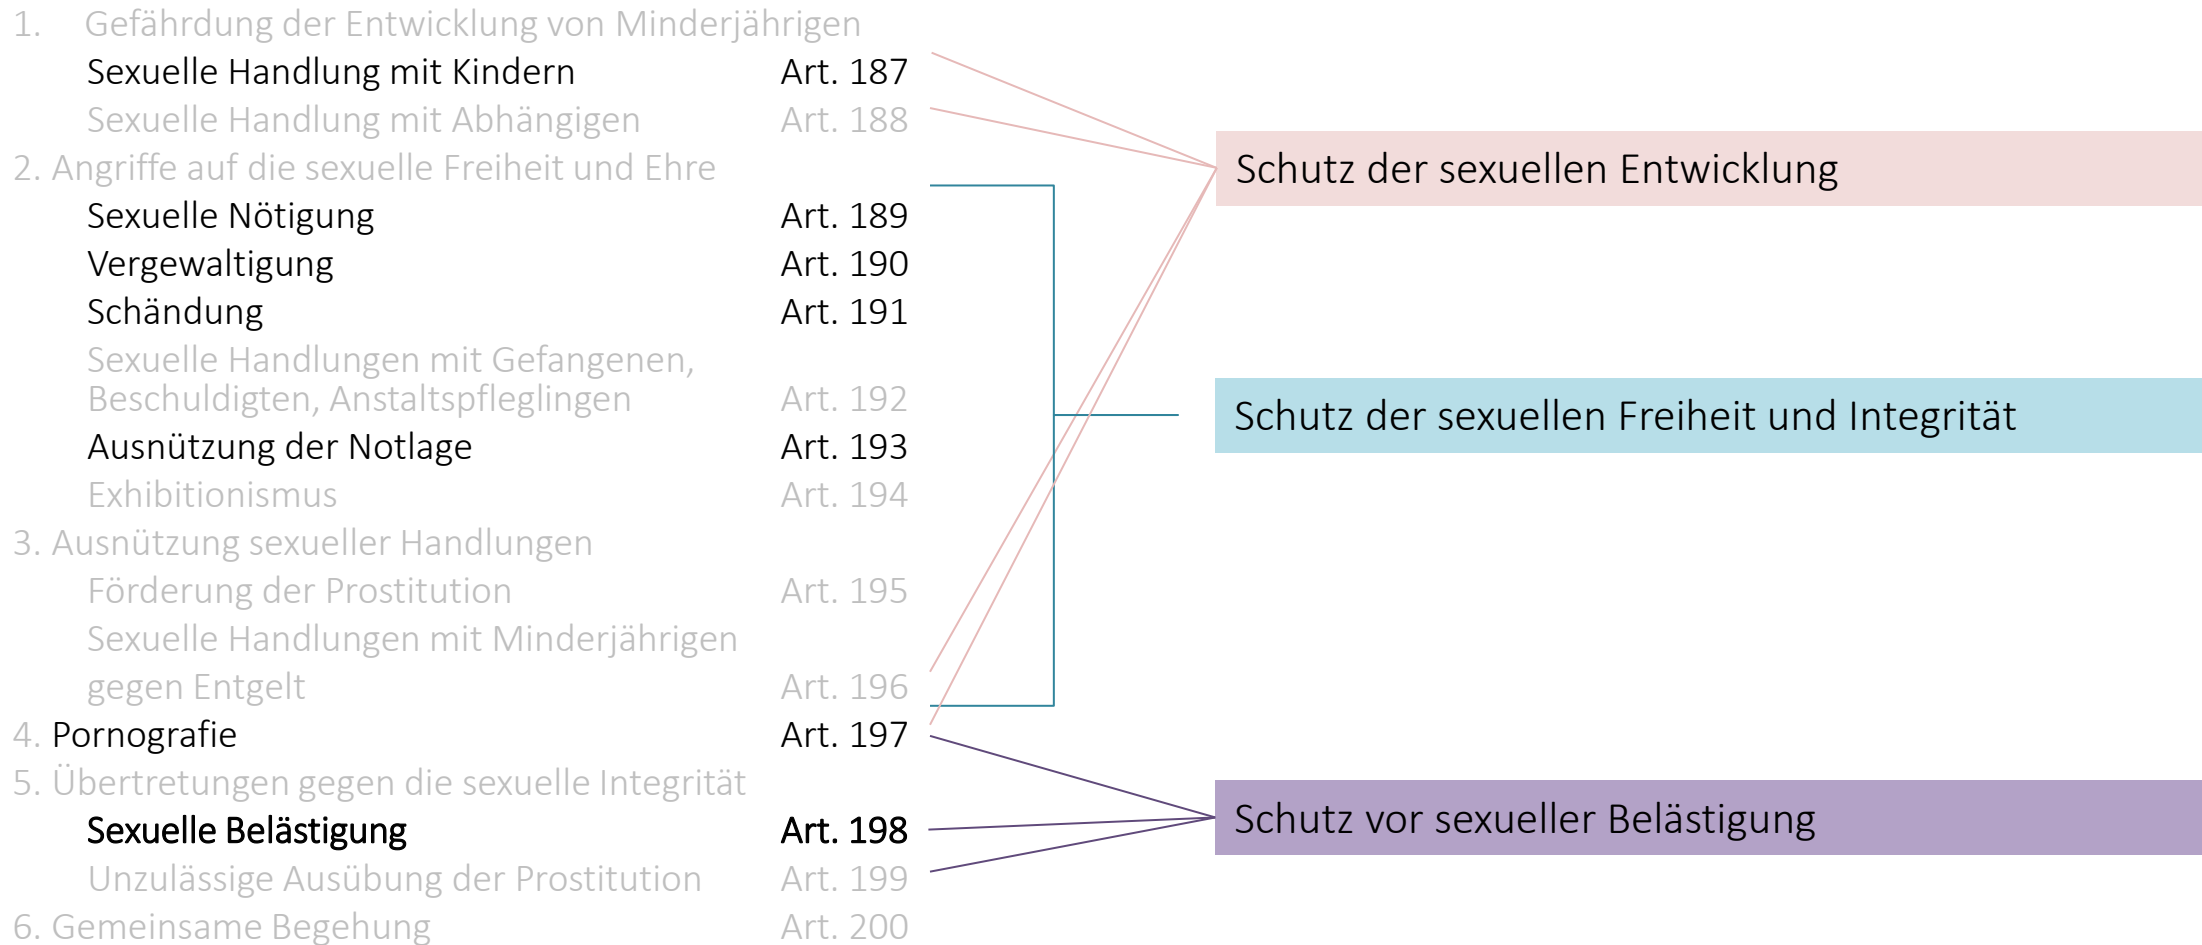 1. Gefährdung der Entwicklung von Minderjährigen
Sexuelle Handlung mit Kindern Art. 187
Sexuelle Handlung mit Abhängigen Art. 188
2. Angriffe auf die sexuelle Freiheit und Ehre
Sexuelle Nötigung Art. 189
Vergewaltigung Art. 190
Schändung Art. 191
Sexuelle Handlungen mit Gefangenen,
Beschuldigten, Anstaltspfleglingen Art. 192
Ausnützung der Notlage Art. 193
Exhibitionismus Art. 194
3. Ausnützung sexueller Handlungen
Förderung der Prostitution Art. 195
Sexuelle Handlungen mit Minderjährigen
gegen Entgelt Art. 196
4. Pornografie Art. 197
5. Übertretungen gegen die sexuelle Integrität
Sexuelle Belästigung Art. 198
Unzulässige Ausübung der Prostitution Art. 199
6. Gemeinsame Begehung Art. 200
Schutz der sexuellen Entwicklung
Schutz der sexuellen Freiheit und Integrität
Schutz vor sexueller Belästigung